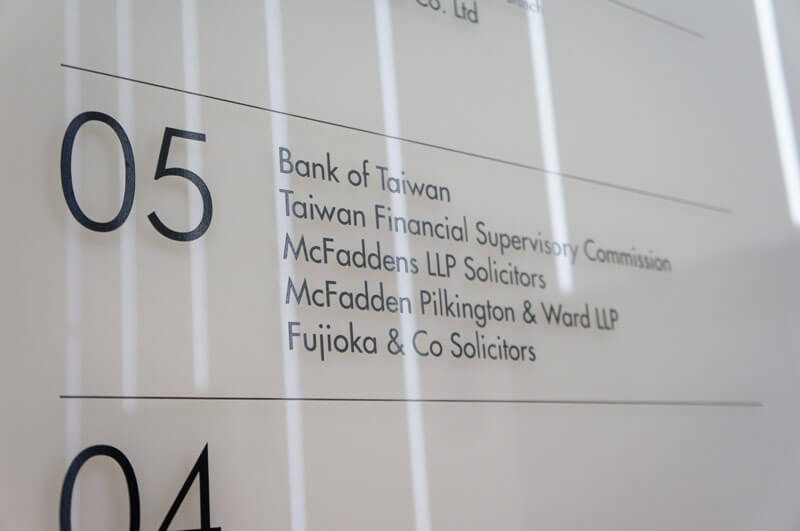 Co. Ltd
Branch
05
Bank of Taiwan
Taiwan Financial Supervisory Commission
McFaddens LLP Solicitors
McFadden Pilkington & Ward LLP
Fujioka & Co Solicitors
04